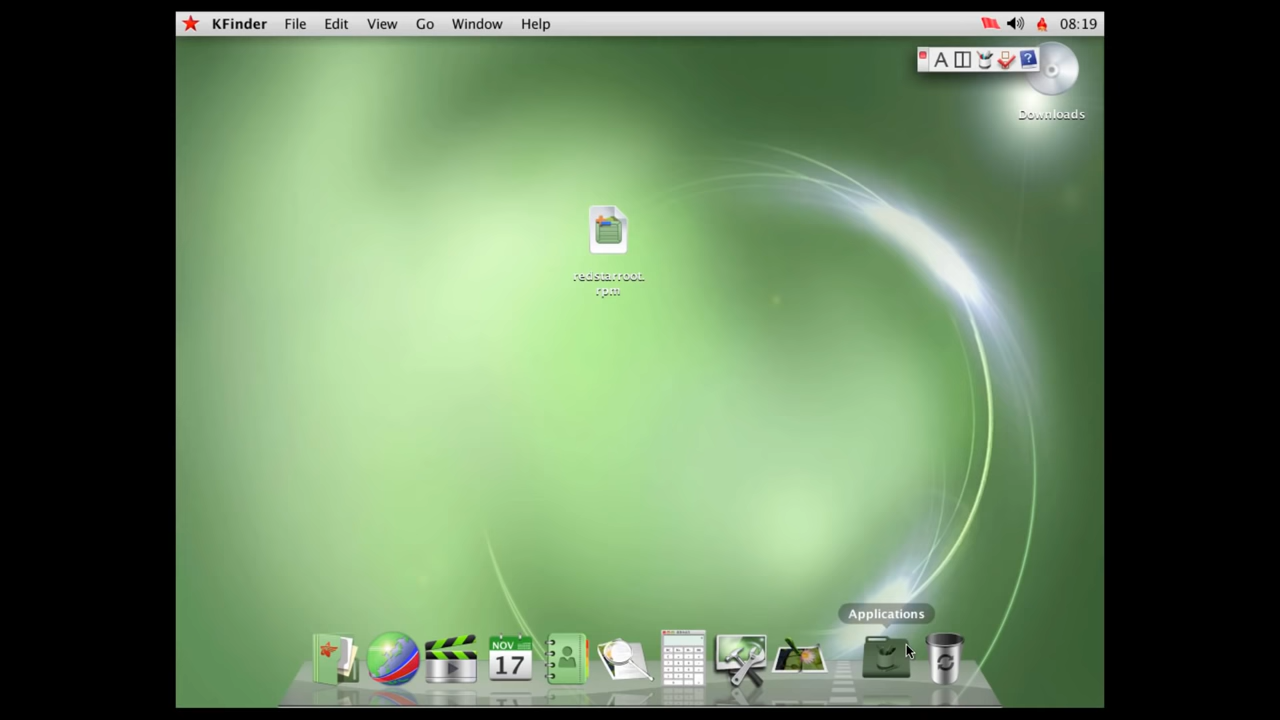 KFinder File Edit View Go Window Help 08:19
A
Downloads
redstarroot.
rpm
Applications
NOV
17